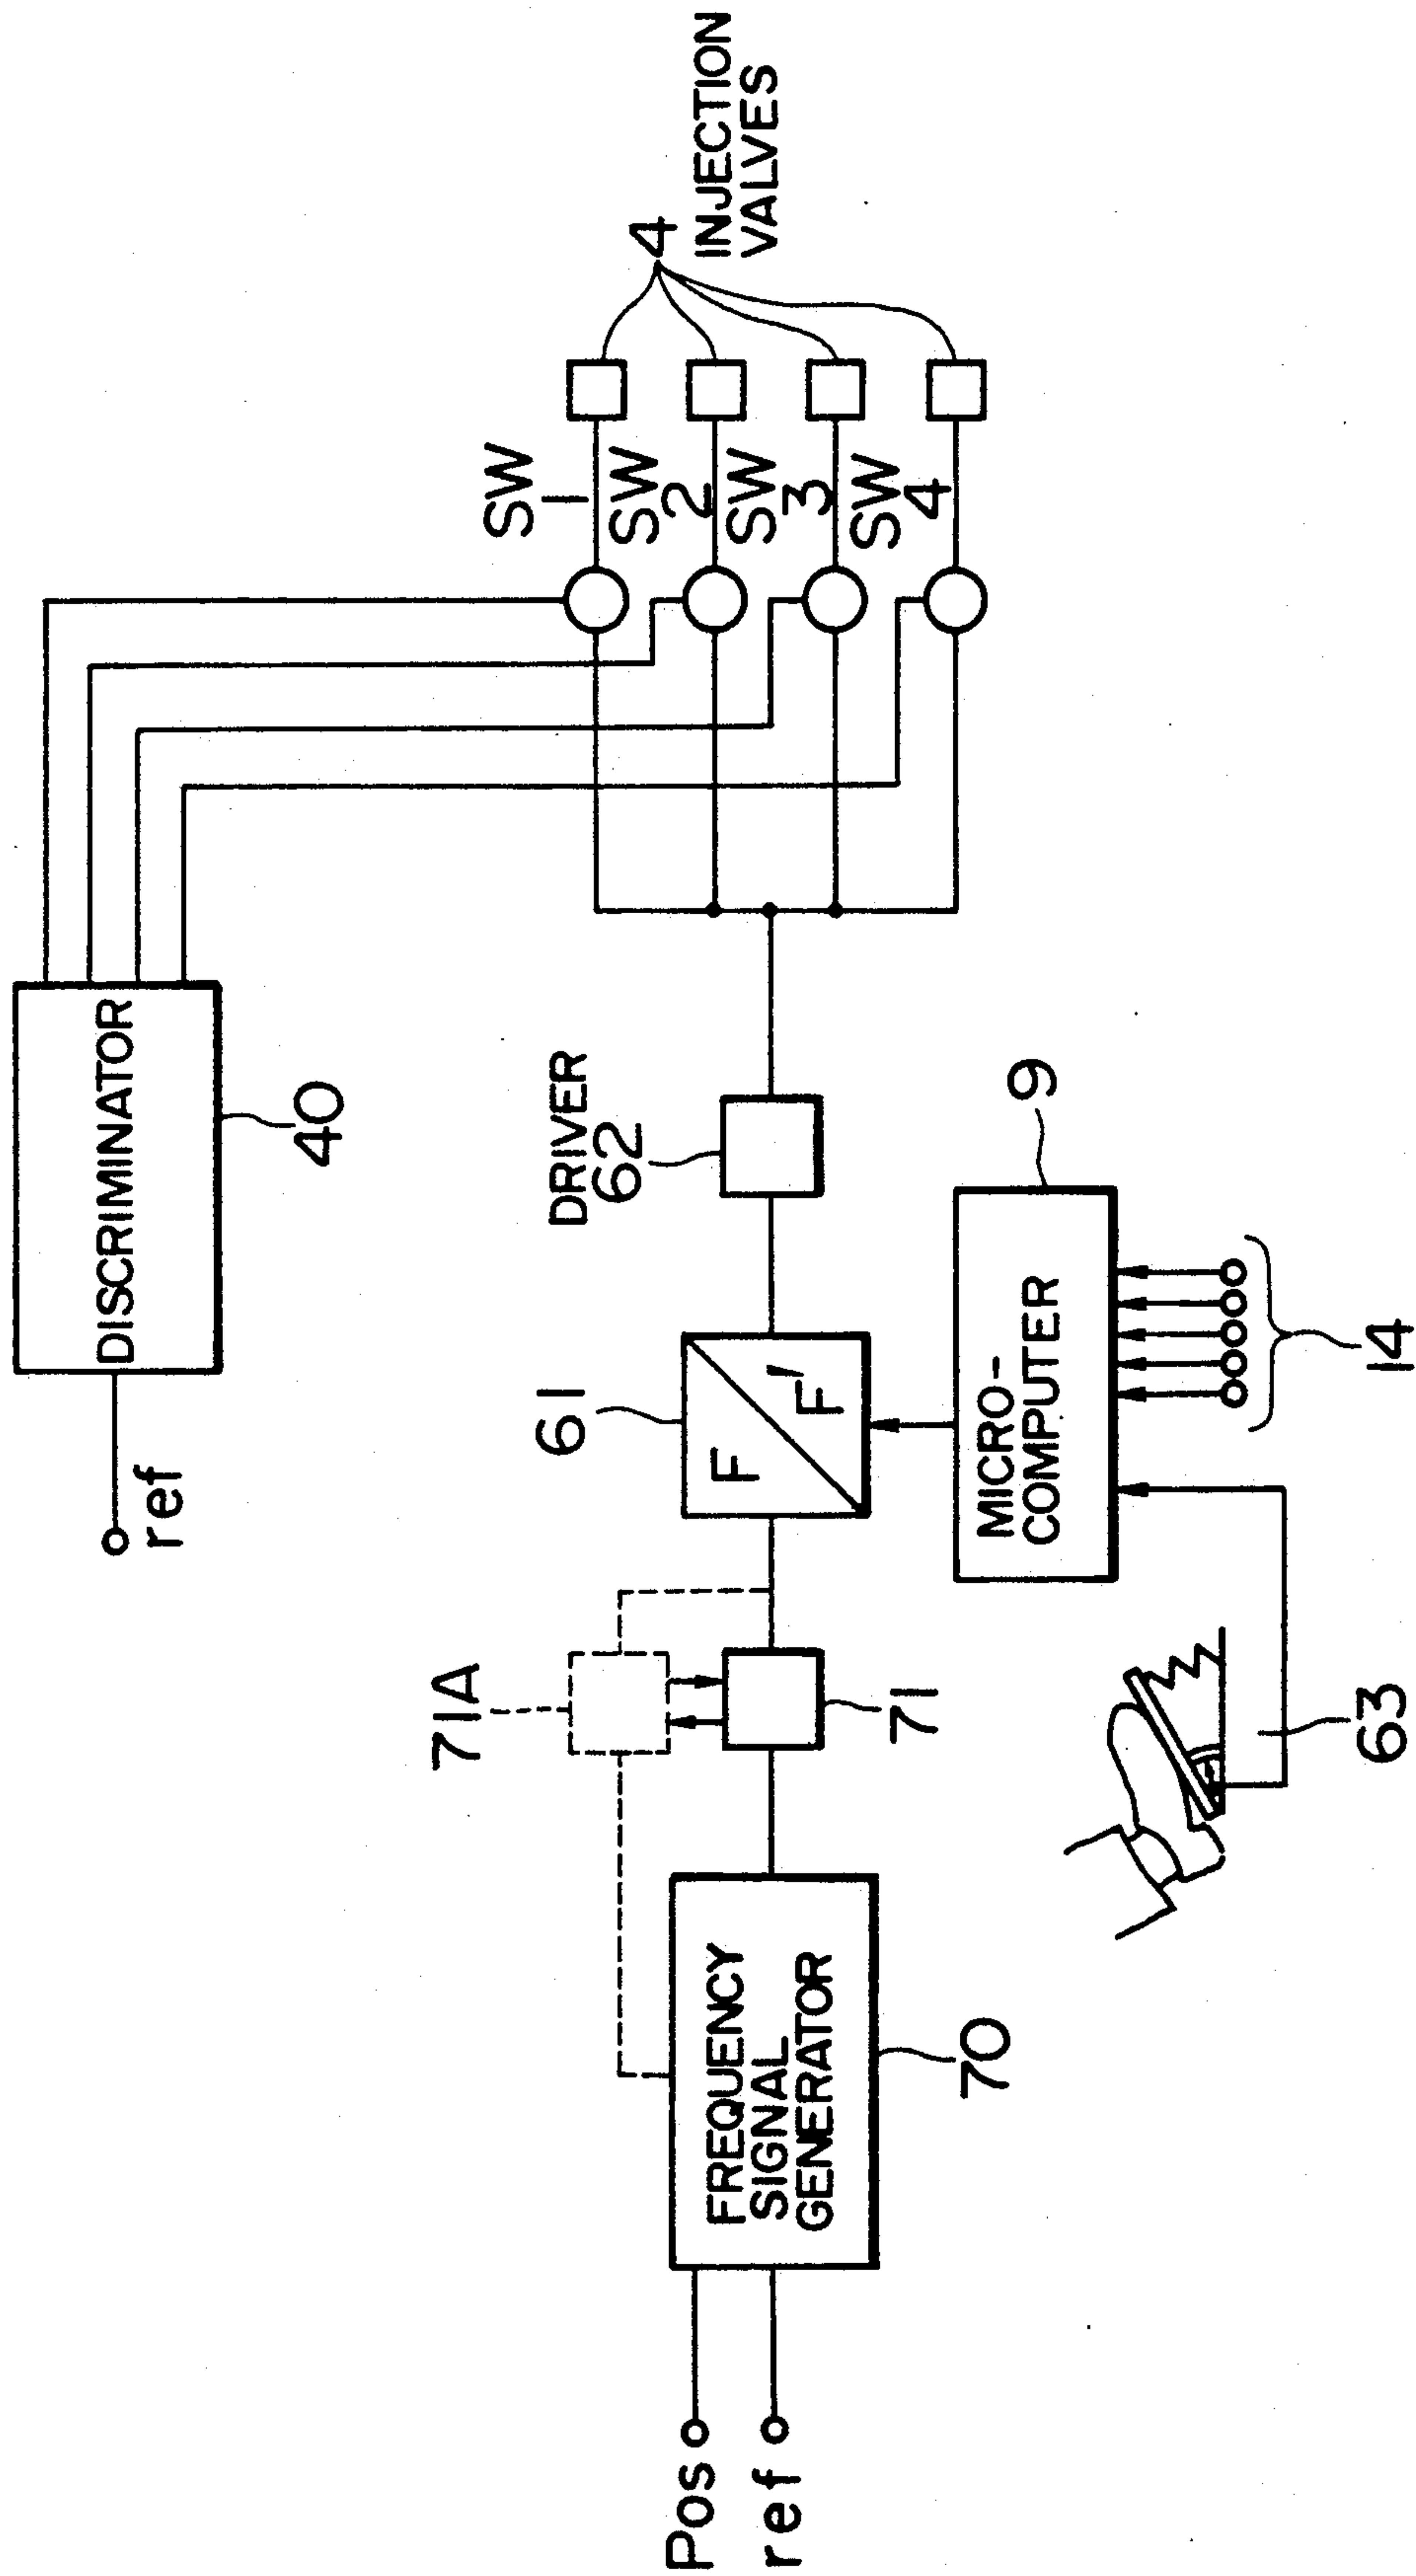 ref
DISCRIMINATOR
40
SW
1
SW
2
SW
3
SW
4
4
INJECTION
VALVES
71A
61
F
F'
DRIVER
62
Pos
ref
FREQUENCY
SIGNAL
GENERATOR
70
71
MICRO-
COMPUTER
9
63
14